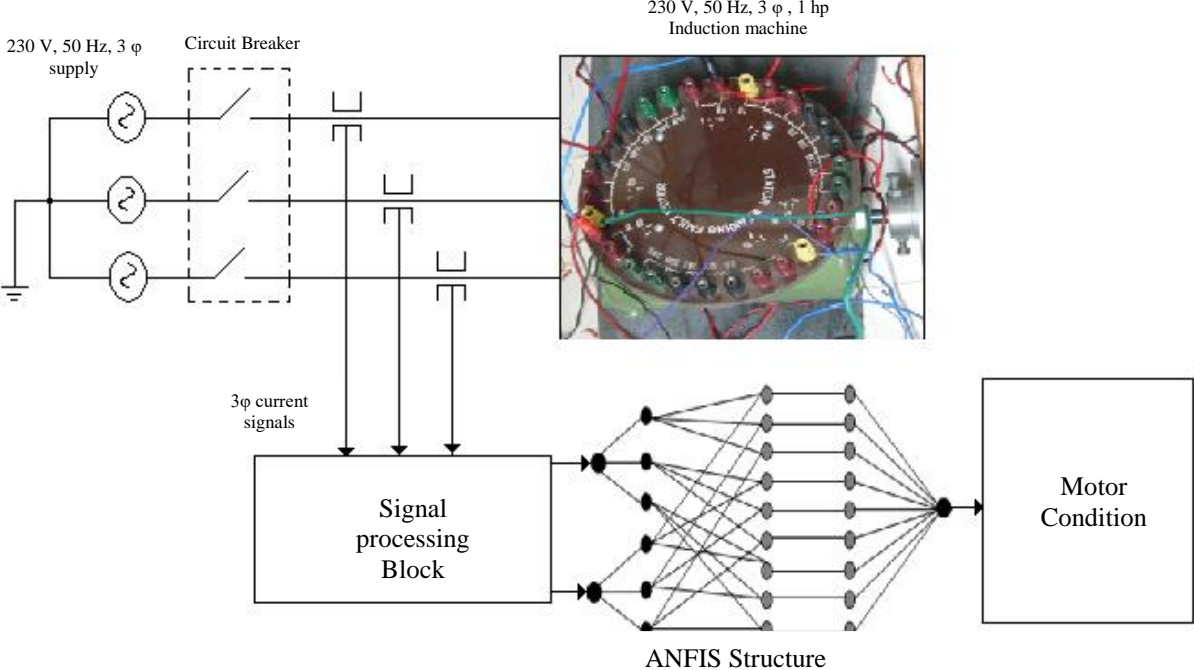 230 V, 50 Hz, 3 φ , 1 hp
Induction machine
230 V, 50 Hz, 3 φ
supply
Circuit Breaker
3φ current
signals
Signal
processing
Block
Motor
Condition
ANFIS Structure